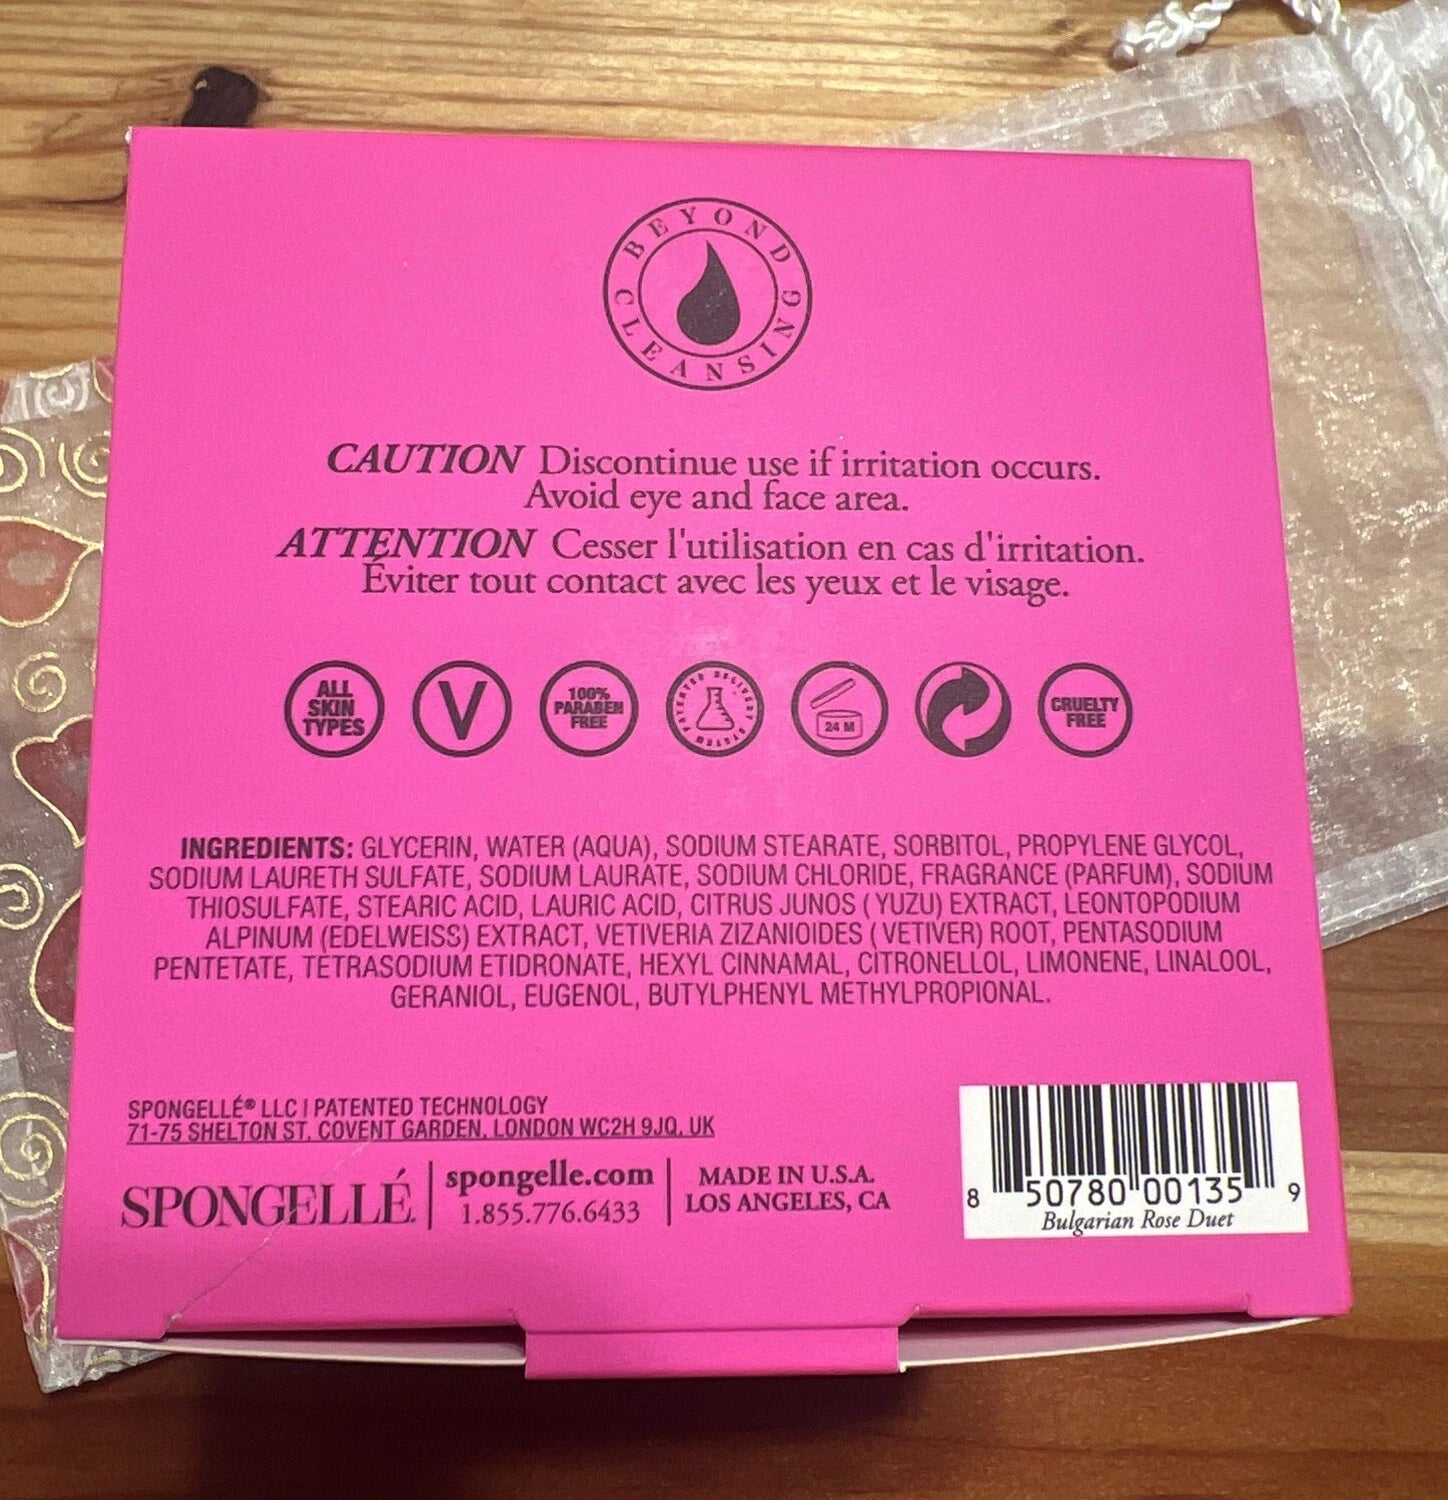 BEYOND CLEANSING
CAUTION Discontinue use if irritation occurs.
Avoid eye and face area.
ATTENTION Cesser l'utilisation en cas d'irritation.
Éviter tout contact avec les yeux et le visage.
ALL
SKIN
TYPES
V
100%
PARABEN
FREE
PATENTED DELIVERY SYSTEM
24 M
CRUELTY
FREE
INGREDIENTS: GLYCERIN, WATER (AQUA), SODIUM STEARATE, SORBITOL, PROPYLENE GLYCOL,
SODIUM LAURETH SULFATE, SODIUM LAURATE, SODIUM CHLORIDE, FRAGRANCE (PARFUM), SODIUM
THIOSULFATE, STEARIC ACID, LAURIC ACID, CITRUS JUNOS (YUZU) EXTRACT, LEONTOPODIUM
ALPINUM (EDELWEISS) EXTRACT, VETIVERIA ZIZANIOIDES (VETIVER) ROOT, PENTASODIUM
PENTETATE, TETRASODIUM ETIDRONATE, HEXYL CINNAMAL, CITRONELLOL, LIMONENE, LINALOOL,
GERANIOL, EUGENOL, BUTYLPHENYL METHYLPROPIONAL.
SPONGELLÉ® LLC | PATENTED TECHNOLOGY
71-75 SHELTON ST, COVENT GARDEN, LONDON WC2H 9JQ, UK
SPONGELLÉ.
spongelle.com
1.855.776.6433
MADE IN U.S.A.
LOS ANGELES, CA
8 50780 00135 9
Bulgarian Rose Duet